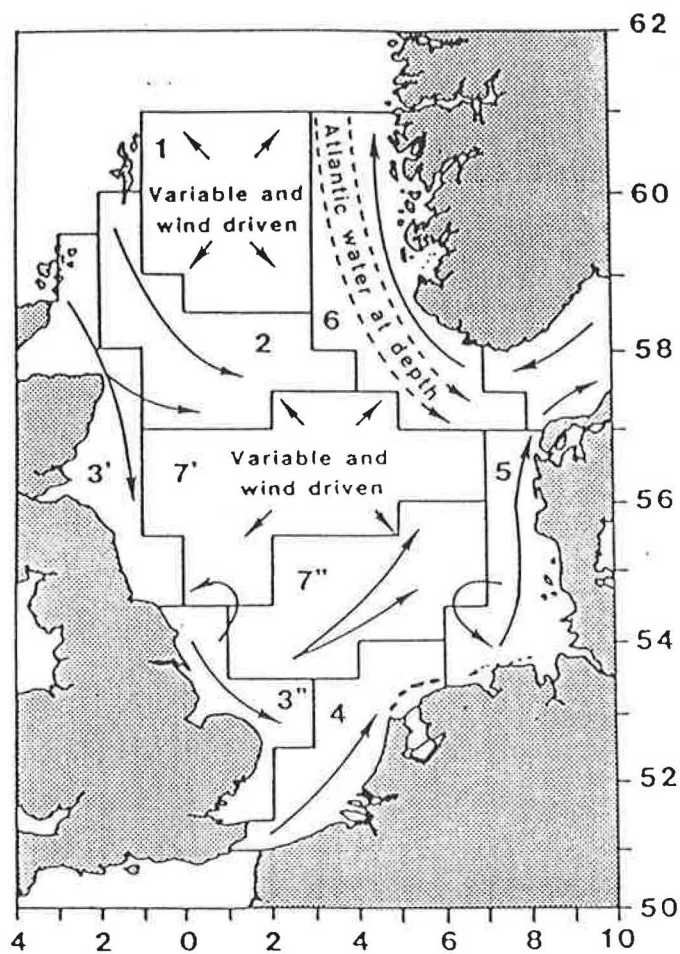 62
1
Variable and
wind driven
Atlantic water at depth
60
2
6
58
3'
7'
Variable and
wind driven
5
56
7"
54
3"
4
52
50
4 2 0 2 4 6 8 10